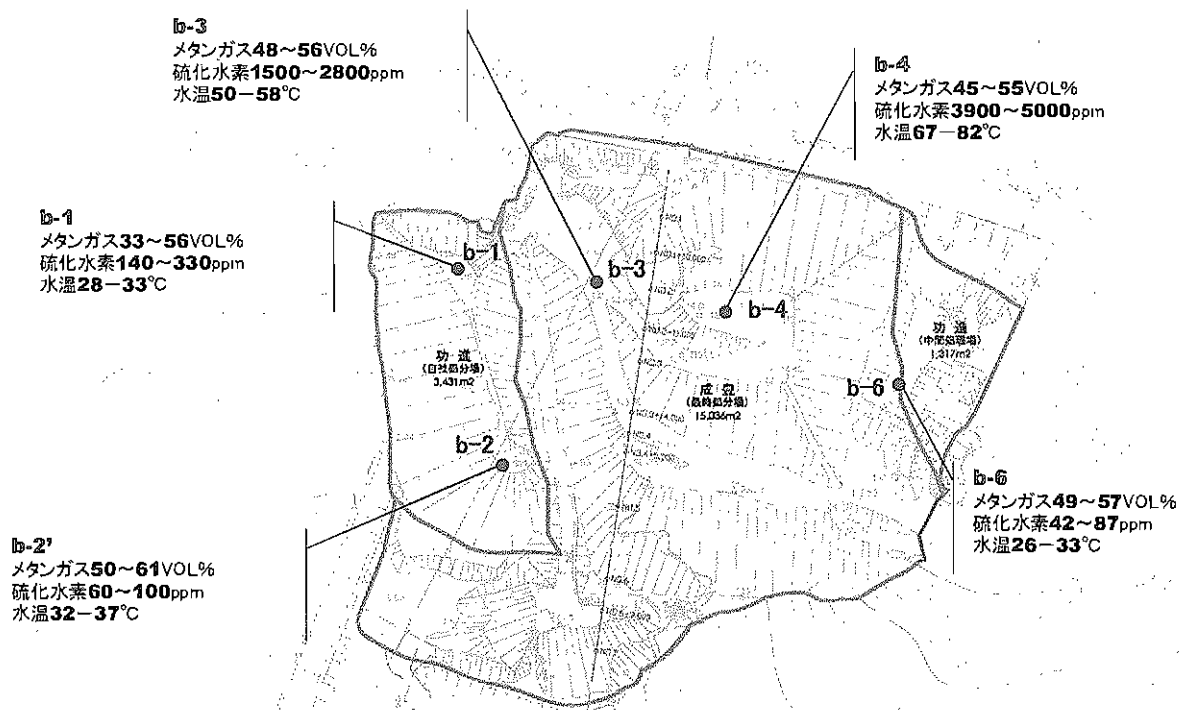 b-3
メタンガス48～56VOL%
硫化水素1500～2800ppm
水温50－58℃
b-4
メタンガス45～55VOL%
硫化水素3900～5000ppm
水温67－82℃
b-1
メタンガス33～56VOL%
硫化水素140～330ppm
水温28－33℃
b-1
b-3
b-4
功進
(自社処分場)
3,431m2
功進
(中間処理場)
1,317m2
成豊
(最終処分場)
15,036m2
b-6
b-2
b-6
メタンガス49～57VOL%
硫化水素42～87ppm
水温26－33℃
b-2'
メタンガス50～61VOL%
硫化水素60～100ppm
水温32－37℃